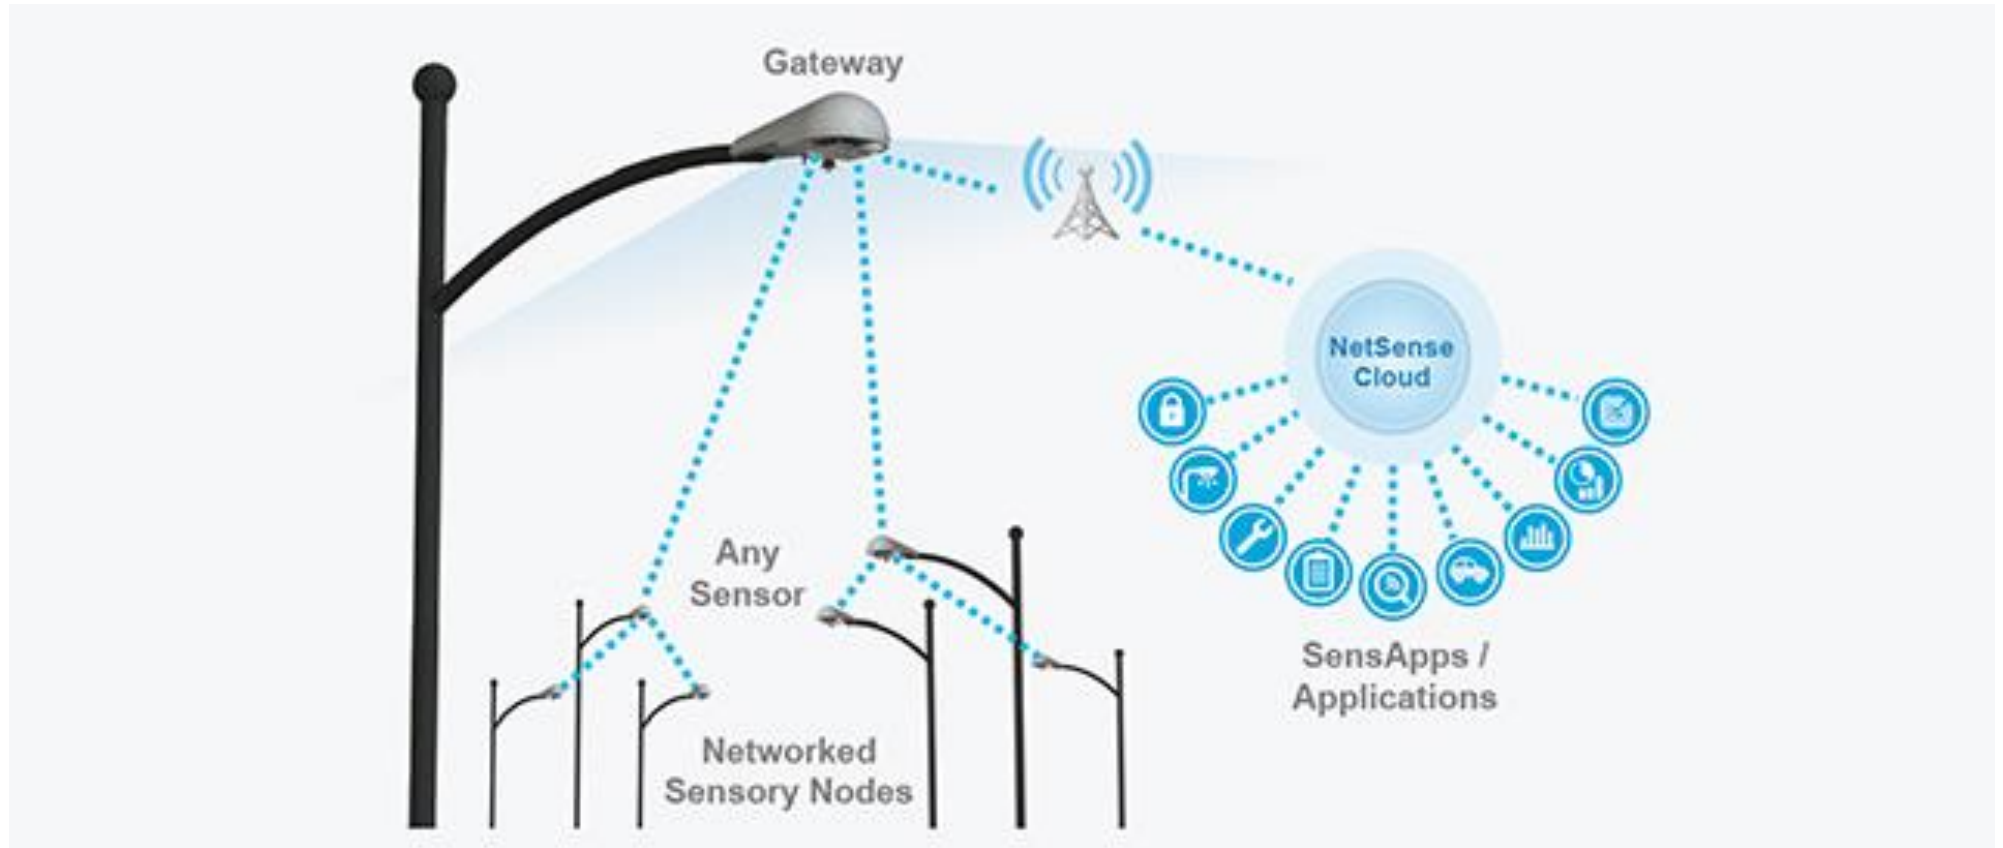 Gateway
NetSense
Cloud
Any
Sensor
SensApps /
Applications
Networked
Sensory Nodes